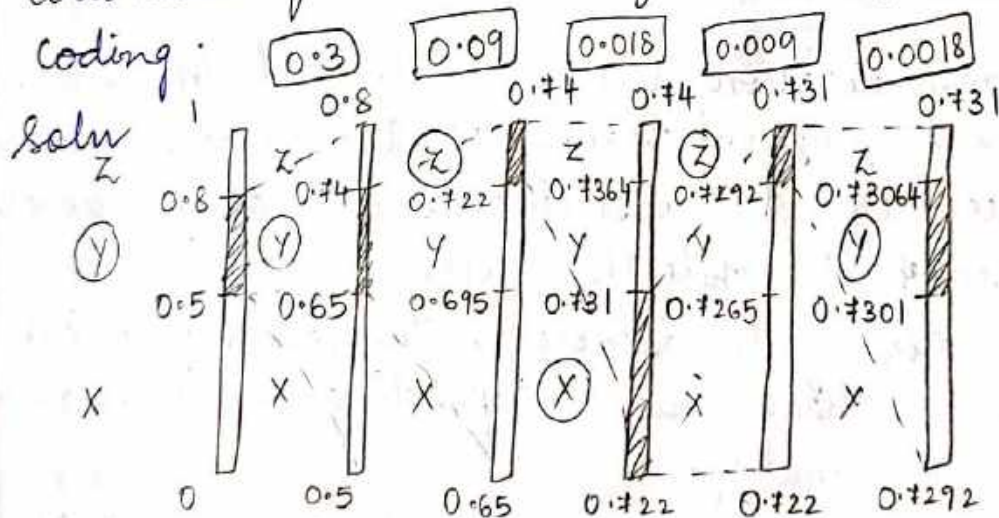 coding . 0.3 0.09 0.018 0.009 0.0018
Soln 1 0.8 0.74 0.74 0.731 0.731
Z Z Z Z Z Z
0.8 0.74 0.722 0.7364 0.7292 0.73064
Y Y Y Y Y Y
0.5 0.65 0.695 0.731 0.7265 0.7301
X X X X X X
0 0.5 0.65 0.722 0.722 0.7292